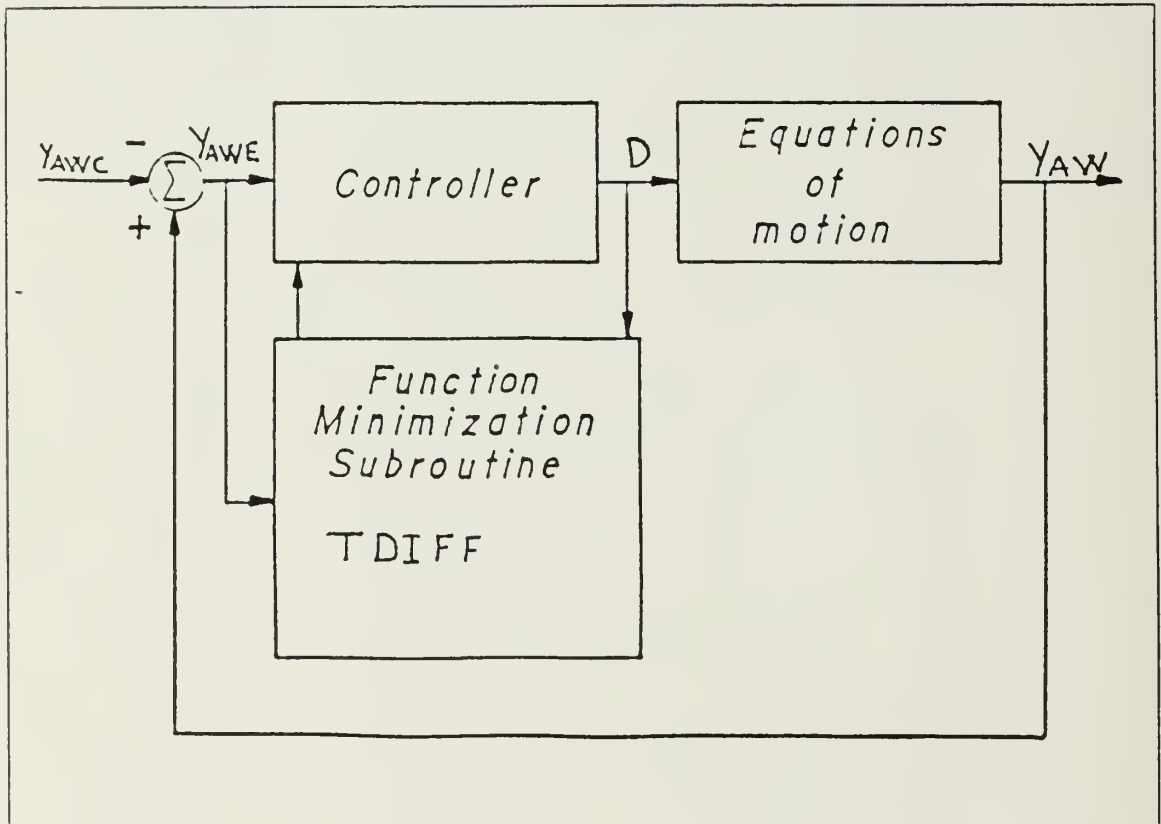 YAWC
-
Σ
+
YAWE
Controller
D
Equations
of
motion
YAW
Function
Minimization
Subroutine
TDIFF